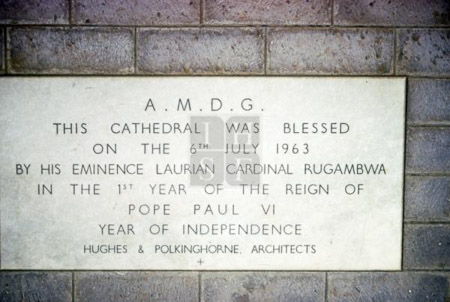 A.M.D.G.
THIS CATHEDRAL WAS BLESSED
ON THE 6TH JULY 1963
BY HIS EMINENCE LAURIAN CARDINAL RUGAMBWA
IN THE 1ST YEAR OF THE REIGN OF
POPE PAUL VI
YEAR OF INDEPENDENCE
HUGHES & POLKINGHORNE, ARCHITECTS
+